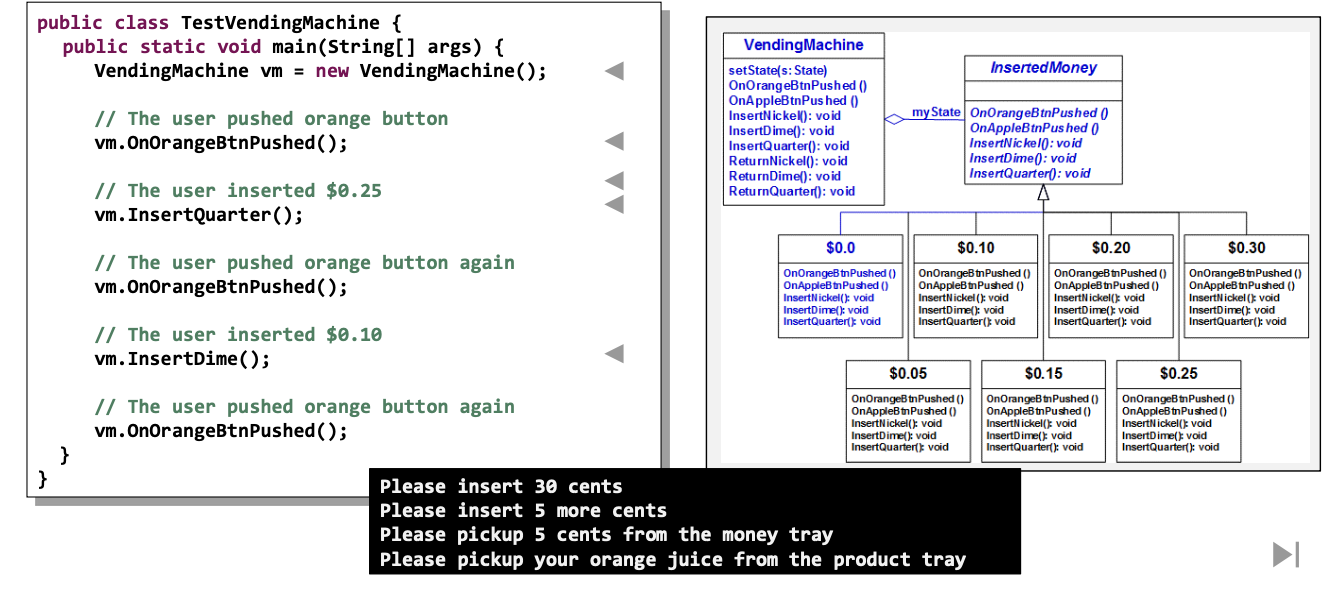 public class TestVendingMachine {
public static void main(String[] args) {
VendingMachine vm = new VendingMachine();
// The user pushed orange button
vm.OnOrangeBtnPushed();
// The user inserted $0.25
vm.InsertQuarter();
// The user pushed orange button again
vm.OnOrangeBtnPushed();
// The user inserted $0.10
vm.InsertDime();
// The user pushed orange button again
vm.OnOrangeBtnPushed();
}
}
VendingMachine
setState(s: State)
OnOrangeBtnPushed ()
OnAppleBtnPushed ()
InsertNickel(): void
InsertDime(): void
InsertQuarter(): void
ReturnNickel(): void
ReturnDime(): void
ReturnQuarter(): void
myState
InsertedMoney
OnOrangeBtnPushed ()
OnAppleBtnPushed ()
InsertNickel(): void
InsertDime(): void
InsertQuarter(): void
$0.0
OnOrangeBtnPushed ()
OnAppleBtnPushed ()
InsertNickel(): void
InsertDime(): void
InsertQuarter(): void
$0.10
OnOrangeBtnPushed ()
OnAppleBtnPushed ()
InsertNickel(): void
InsertDime(): void
InsertQuarter(): void
$0.20
OnOrangeBtnPushed ()
OnAppleBtnPushed ()
InsertNickel(): void
InsertDime(): void
InsertQuarter(): void
$0.30
OnOrangeBtnPushed ()
OnAppleBtnPushed ()
InsertNickel(): void
InsertDime(): void
InsertQuarter(): void
$0.05
OnOrangeBtnPushed ()
OnAppleBtnPushed ()
InsertNickel(): void
InsertDime(): void
InsertQuarter(): void
$0.15
OnOrangeBtnPushed ()
OnAppleBtnPushed ()
InsertNickel(): void
InsertDime(): void
InsertQuarter(): void
$0.25
OnOrangeBtnPushed ()
OnAppleBtnPushed ()
InsertNickel(): void
InsertDime(): void
InsertQuarter(): void
Please insert 30 cents
Please insert 5 more cents
Please pickup 5 cents from the money tray
Please pickup your orange juice from the product tray